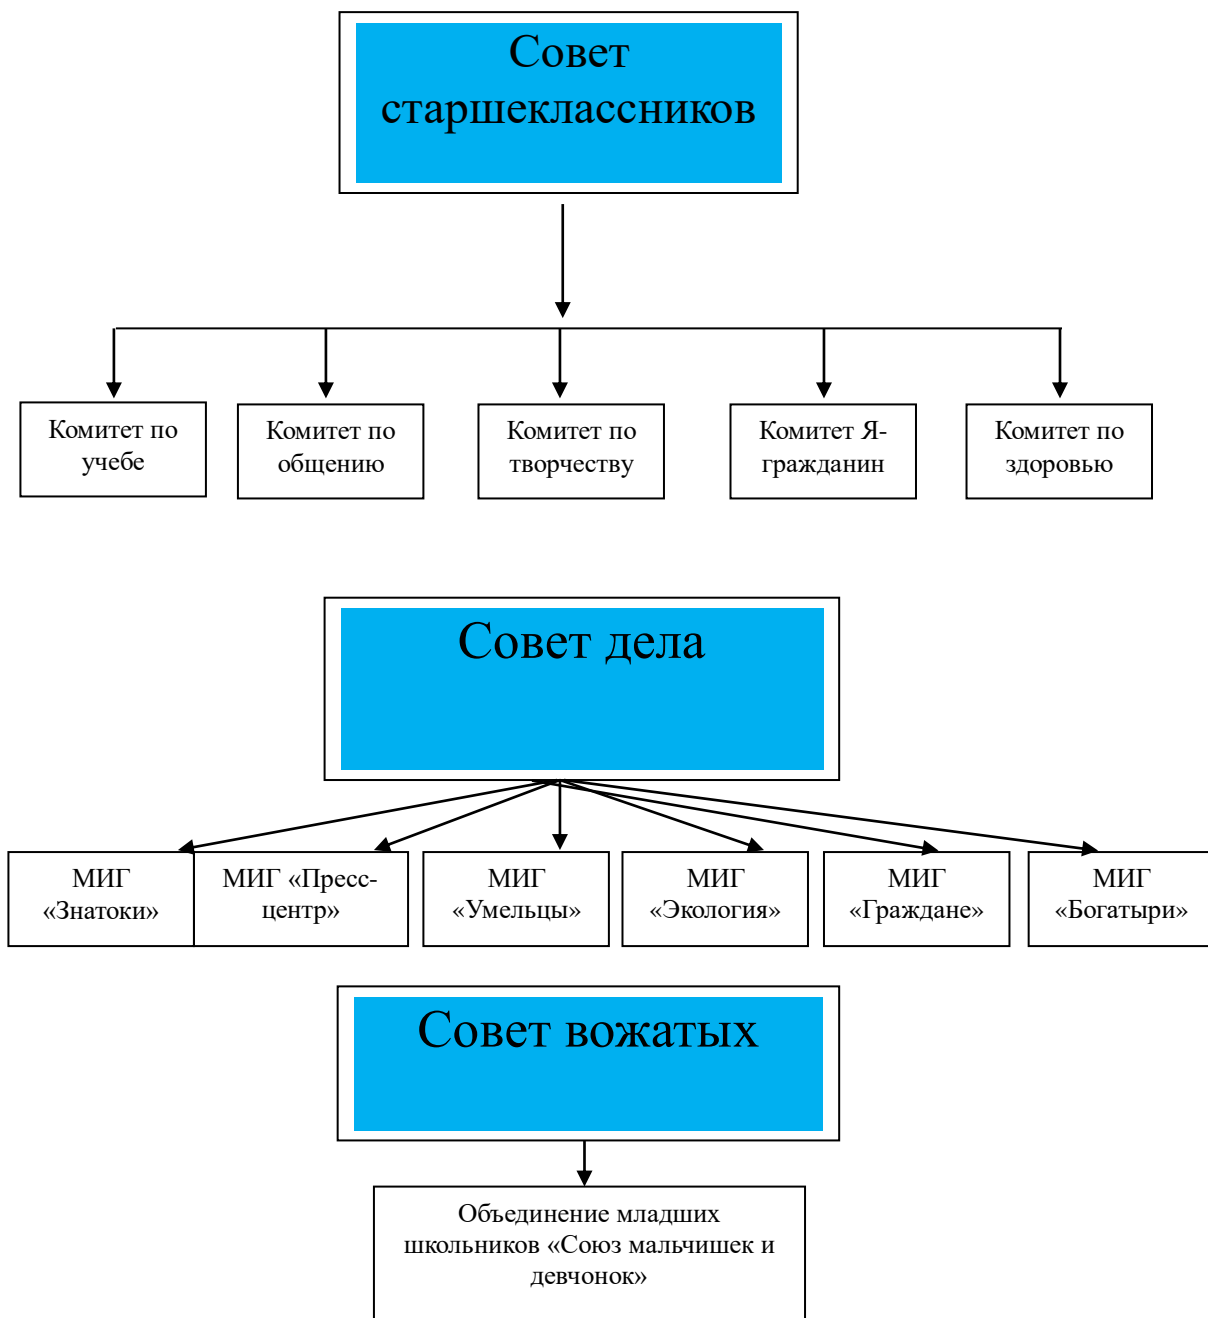 Совет
старшеклассников
Комитет по
учебе
Комитет по
общению
Комитет по
творчеству
Комитет Я-
гражданин
Комитет по
здоровью
Совет дела
МИГ
«Знатоки»
МИГ «Пресс-
центр»
МИГ
«Умельцы»
МИГ
«Экология»
МИГ
«Граждане»
МИГ
«Богатыри»
Совет вожатых
Объединение младших
школьников «Союз мальчишек и
девчонок»